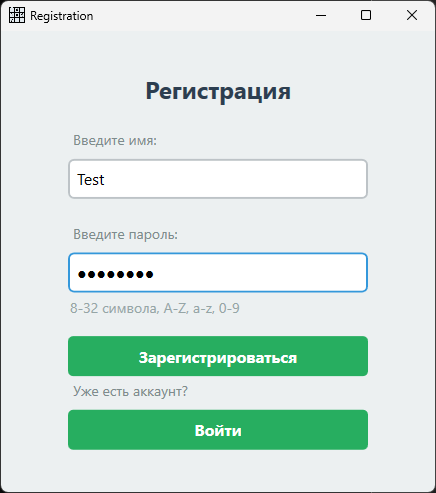 Registration
Регистрация
Введите имя:
Test
Введите пароль:
●●●●●●●●
8-32 символа, A-Z, a-z, 0-9
Зарегистрироваться
Уже есть аккаунт?
Войти